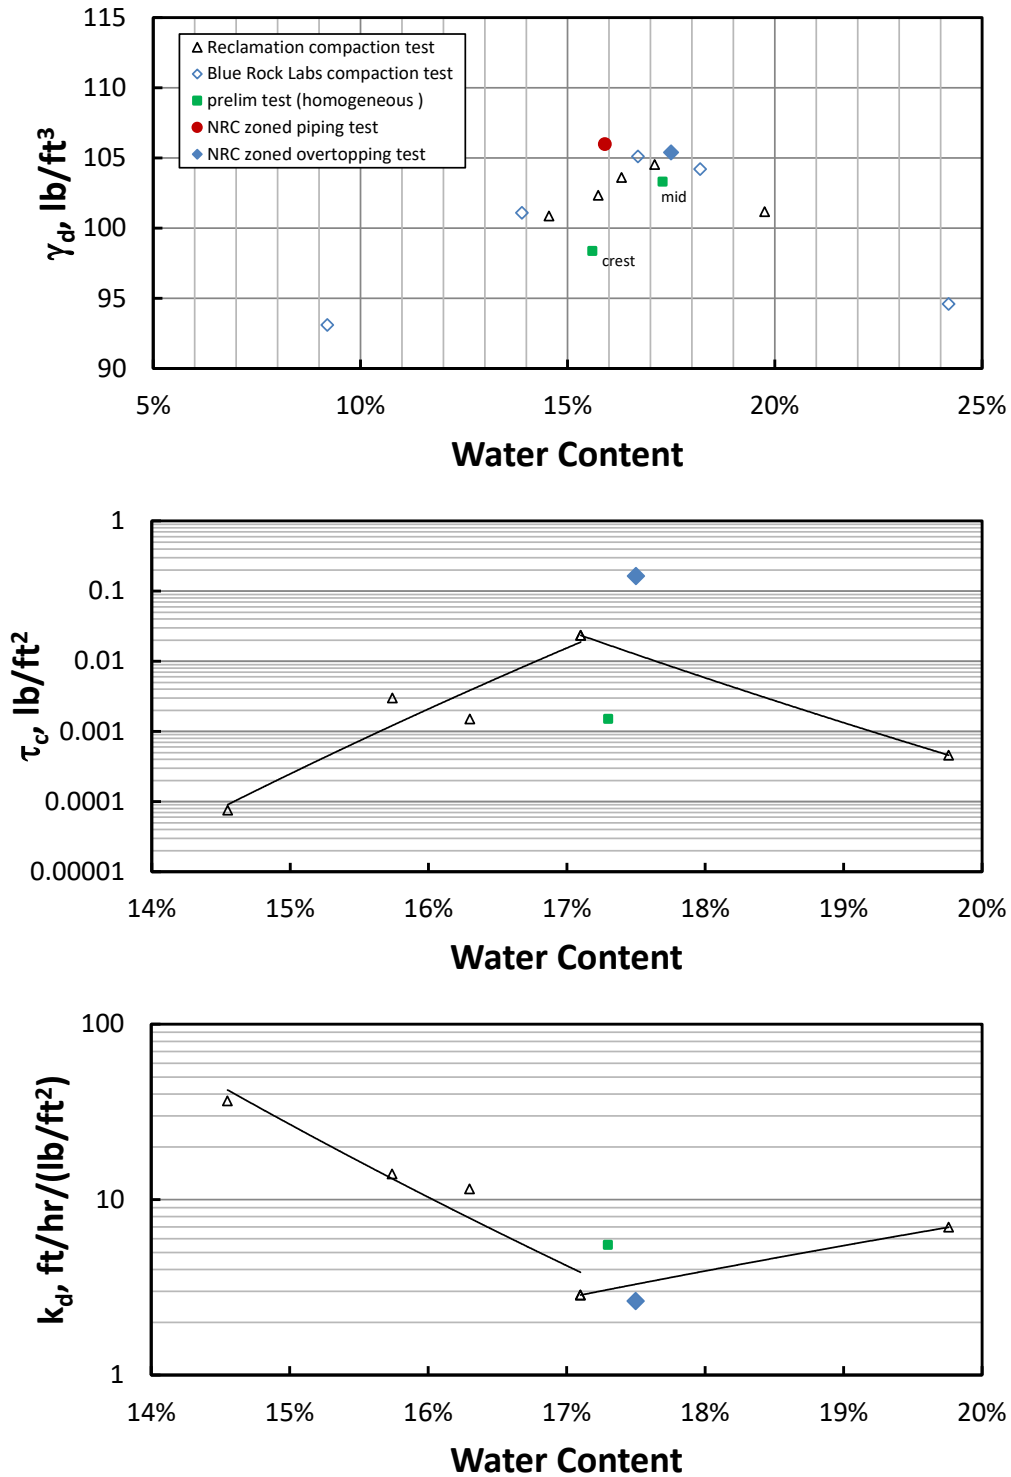 115
110
105
100
95
90
γd, lb/ft3
Reclamation compaction test
Blue Rock Labs compaction test
prelim test (homogeneous )
NRC zoned piping test
NRC zoned overtopping test
mid
crest
5% 10% 15% 20% 25%
Water Content
1
0.1
0.01
0.001
0.0001
0.00001
τc, lb/ft2
14% 15% 16% 17% 18% 19% 20%
Water Content
100
10
1
kd, ft/hr/(lb/ft2)
14% 15% 16% 17% 18% 19% 20%
Water Content